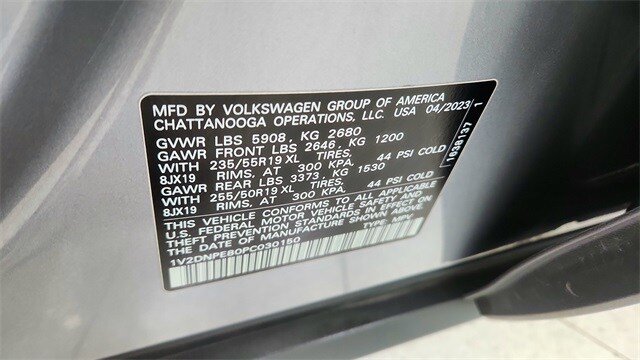 MFD BY VOLKSWAGEN GROUP OF AMERICA
CHATTANOOGA OPERATIONS, LLC. USA 04/2023
GVWR LBS 5908, KG 2680
GAWR FRONT LBS 2646, KG 1200
WITH 235/55R19 XL TIRES,
8JX19 RIMS, AT 300 KPA, 44 PSI COLD
GAWR REAR LBS 3373, KG 1530
WITH 255/50R19 XL TIRES,
8JX19 RIMS, AT 300 KPA, 44 PSI COLD
THIS VEHICLE CONFORMS TO ALL APPLICABLE
U.S. FEDERAL MOTOR VEHICLE SAFETY AND
THEFT PREVENTION STANDARDS IN EFFECT ON
THE DATE OF MANUFACTURE SHOWN ABOVE.
1V2DNPE80PC030150 TYPE: MPV
1638137 1